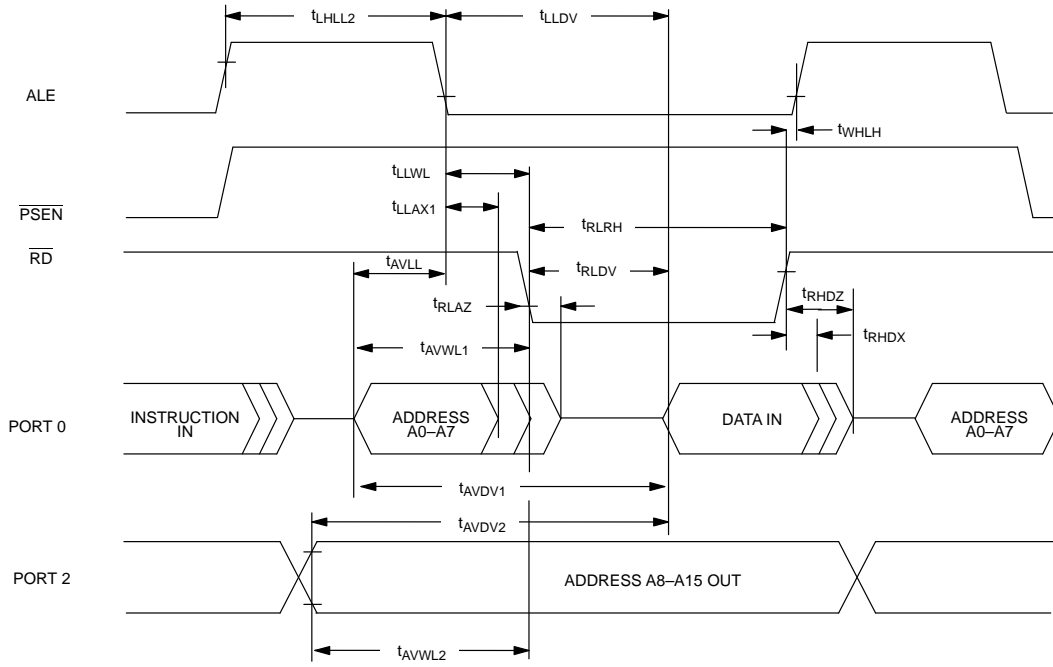 tLHLL2 tLLDV
ALE
tWHLH
tLLWL
PSEN
tLLAX1
tRLRH
RD
tAVLL
tRLDV
tRLAZ
tRHDZ
tRHDX
tAVWL1
PORT 0
INSTRUCTION
IN
ADDRESS
A0–A7
DATA IN
ADDRESS
A0–A7
tAVDV1
tAVDV2
PORT 2
ADDRESS A8–A15 OUT
tAVWL2